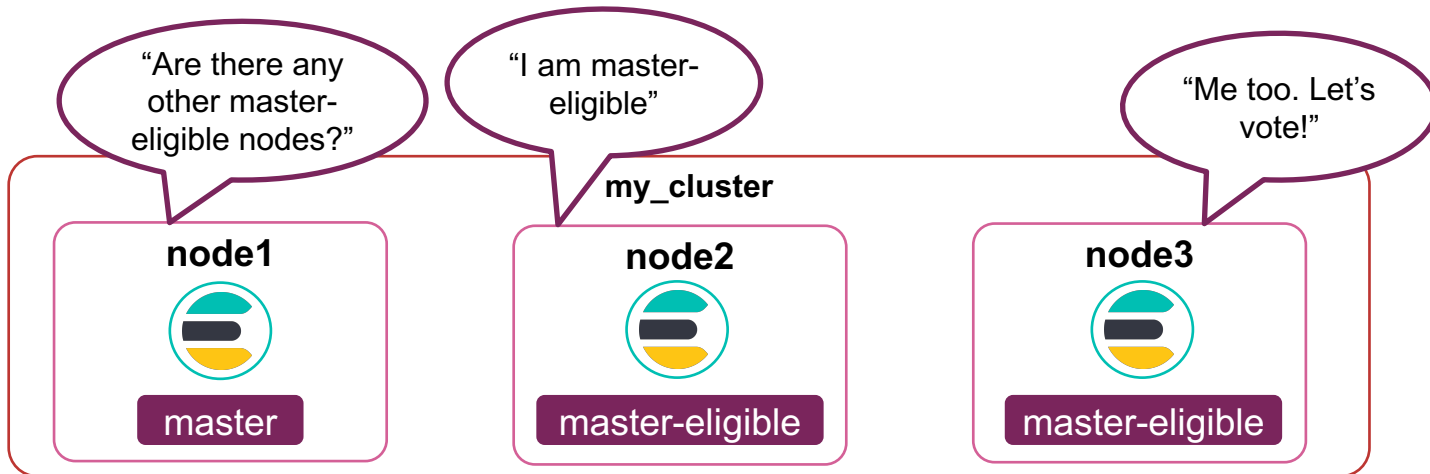 “Are there any
other master-
eligible nodes?”
“I am master-
eligible”
“Me too. Let’s
vote!”
my_cluster
node1
master
node2
master-eligible
node3
master-eligible